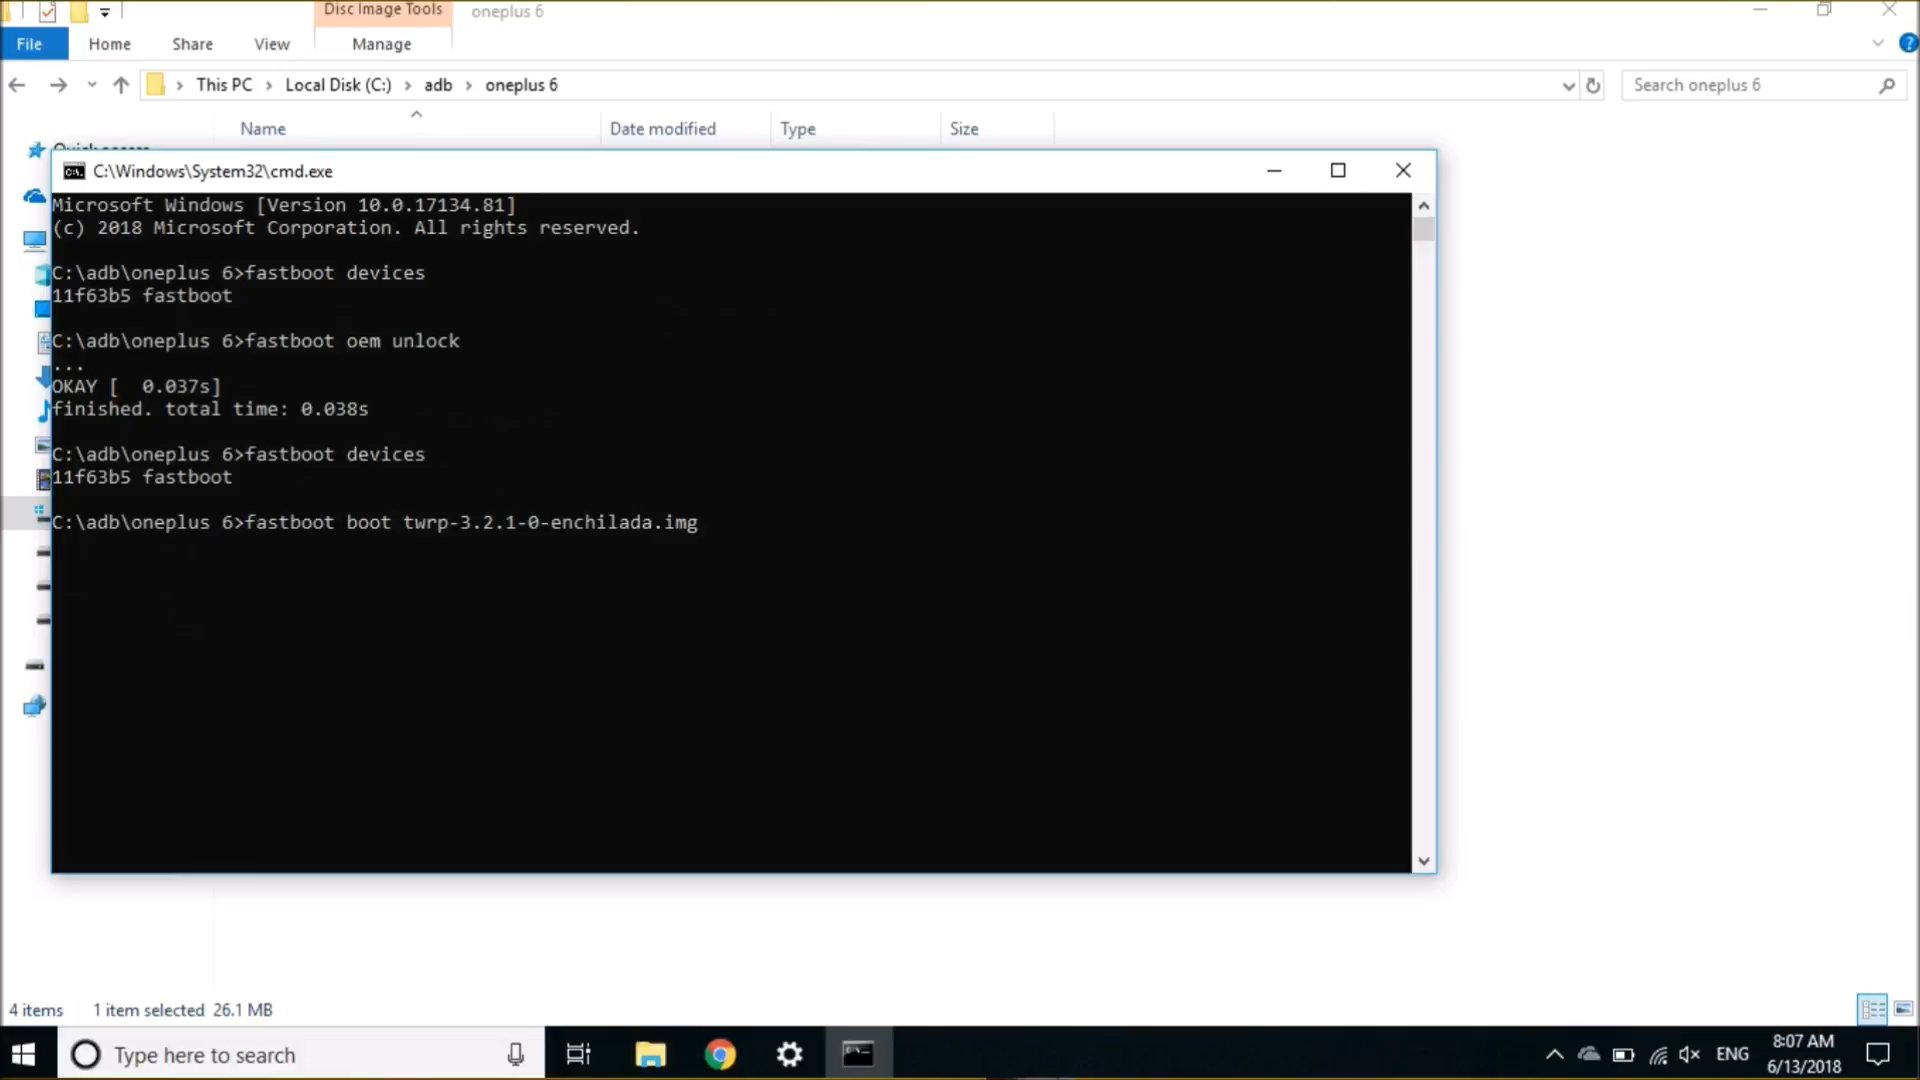 Disc Image Tools
oneplus 6
File
Home
Share
View
Manage
This PC > Local Disk (C:) > adb > oneplus 6
Search oneplus 6
Name
Date modified
Type
Size
C:\Windows\System32\cmd.exe
Microsoft Windows [Version 10.0.17134.81]
(c) 2018 Microsoft Corporation. All rights reserved.
C:\adb\oneplus 6>fastboot devices
11f63b5 fastboot
C:\adb\oneplus 6>fastboot oem unlock
...
OKAY [  0.037s]
finished. total time: 0.038s
C:\adb\oneplus 6>fastboot devices
11f63b5 fastboot
C:\adb\oneplus 6>fastboot boot twrp-3.2.1-0-enchilada.img
4 items
1 item selected 26.1 MB
Type here to search
ENG
8:07 AM
6/13/2018